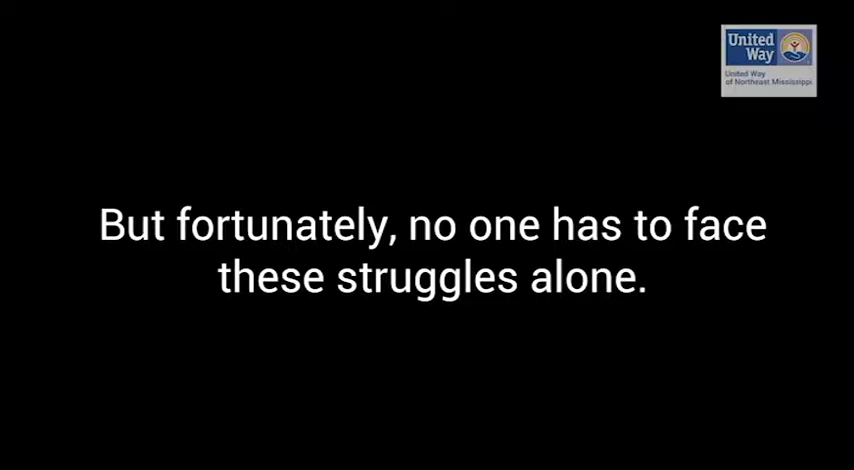 United
Way
United Way
of Northeast Mississippi
But fortunately, no one has to face
these struggles alone.